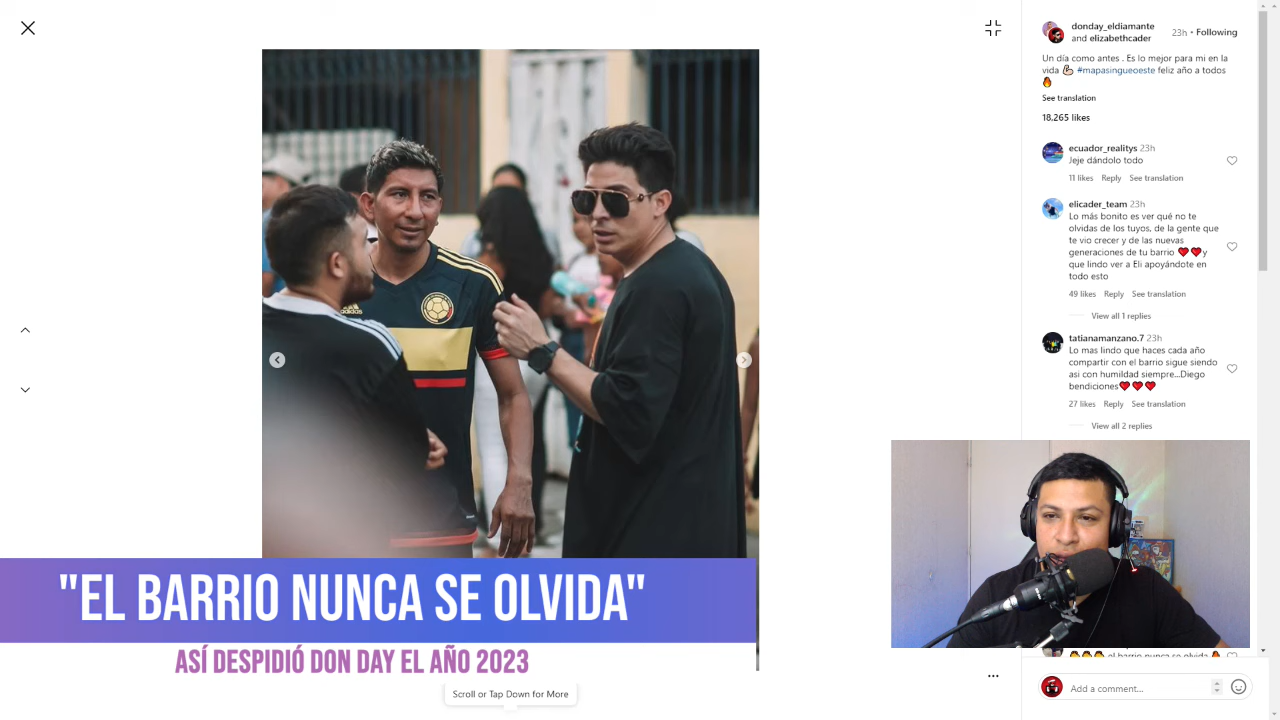 donday_eldiamante
and elizabethcader
23h • Following
Un día como antes . Es lo mejor para mi en la
vida 💪🏻 #mapasingueoeste feliz año a todos
🔥
See translation
18,265 likes
ecuador_realitys 23h
Jeje dándolo todo
11 likes Reply See translation
elicader_team 23h
Lo más bonito es ver qué no te
olvidas de los tuyos, de la gente que
te vio crecer y de las nuevas
generaciones de tu barrio ❤️❤️y
que lindo ver a Eli apoyándote en
todo esto
49 likes Reply See translation
View all 1 replies
tatianamanzano.7 23h
Lo mas lindo que haces cada año
compartir con el barrio sigue siendo
asi con humildad siempre...Diego
bendiciones❤️❤️❤️
27 likes Reply See translation
View all 2 replies
adidas
"EL BARRIO NUNCA SE OLVIDA"
ASÍ DESPIDIÓ DON DAY EL AÑO 2023
🔥🔥🔥 el barrio nunca se olvida 🔥
Scroll or Tap Down for More
Add a comment...